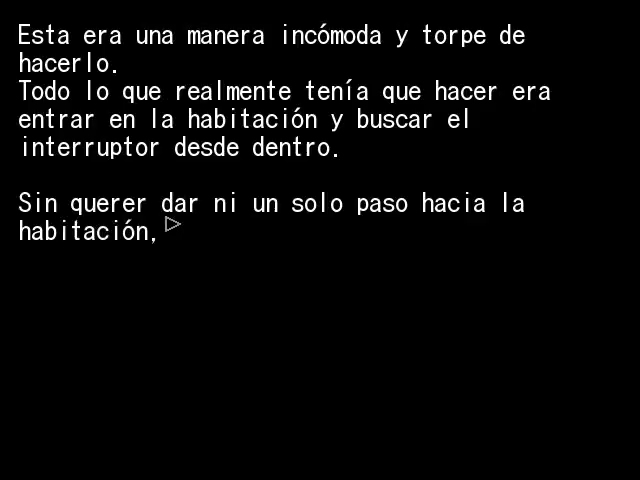 Esta era una manera incómoda y torpe de
hacerlo.
Todo lo que realmente tenía que hacer era
entrar en la habitación y buscar el
interruptor desde dentro.
Sin querer dar ni un solo paso hacia la
habitación,